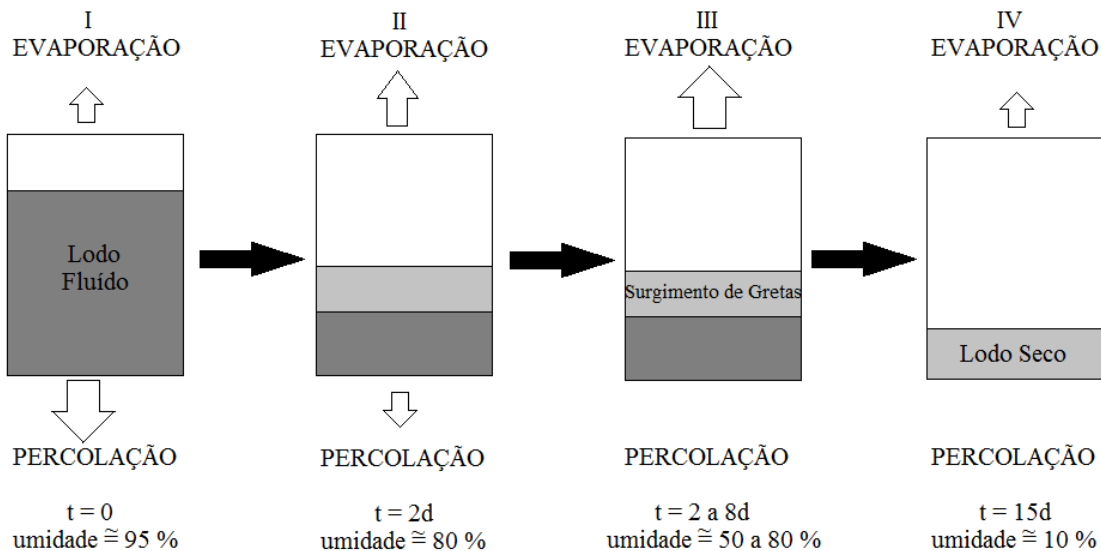 I
EVAPORAÇÃO
II
EVAPORAÇÃO
III
EVAPORAÇÃO
IV
EVAPORAÇÃO
Lodo
Fluído
Surgimento de Gretas
Lodo Seco
PERCOLAÇÃO
PERCOLAÇÃO
PERCOLAÇÃO
PERCOLAÇÃO
t = 0
umidade ≅ 95 %
t = 2d
umidade ≅ 80 %
t = 2 a 8d
umidade ≅ 50 a 80 %
t = 15d
umidade ≅ 10 %